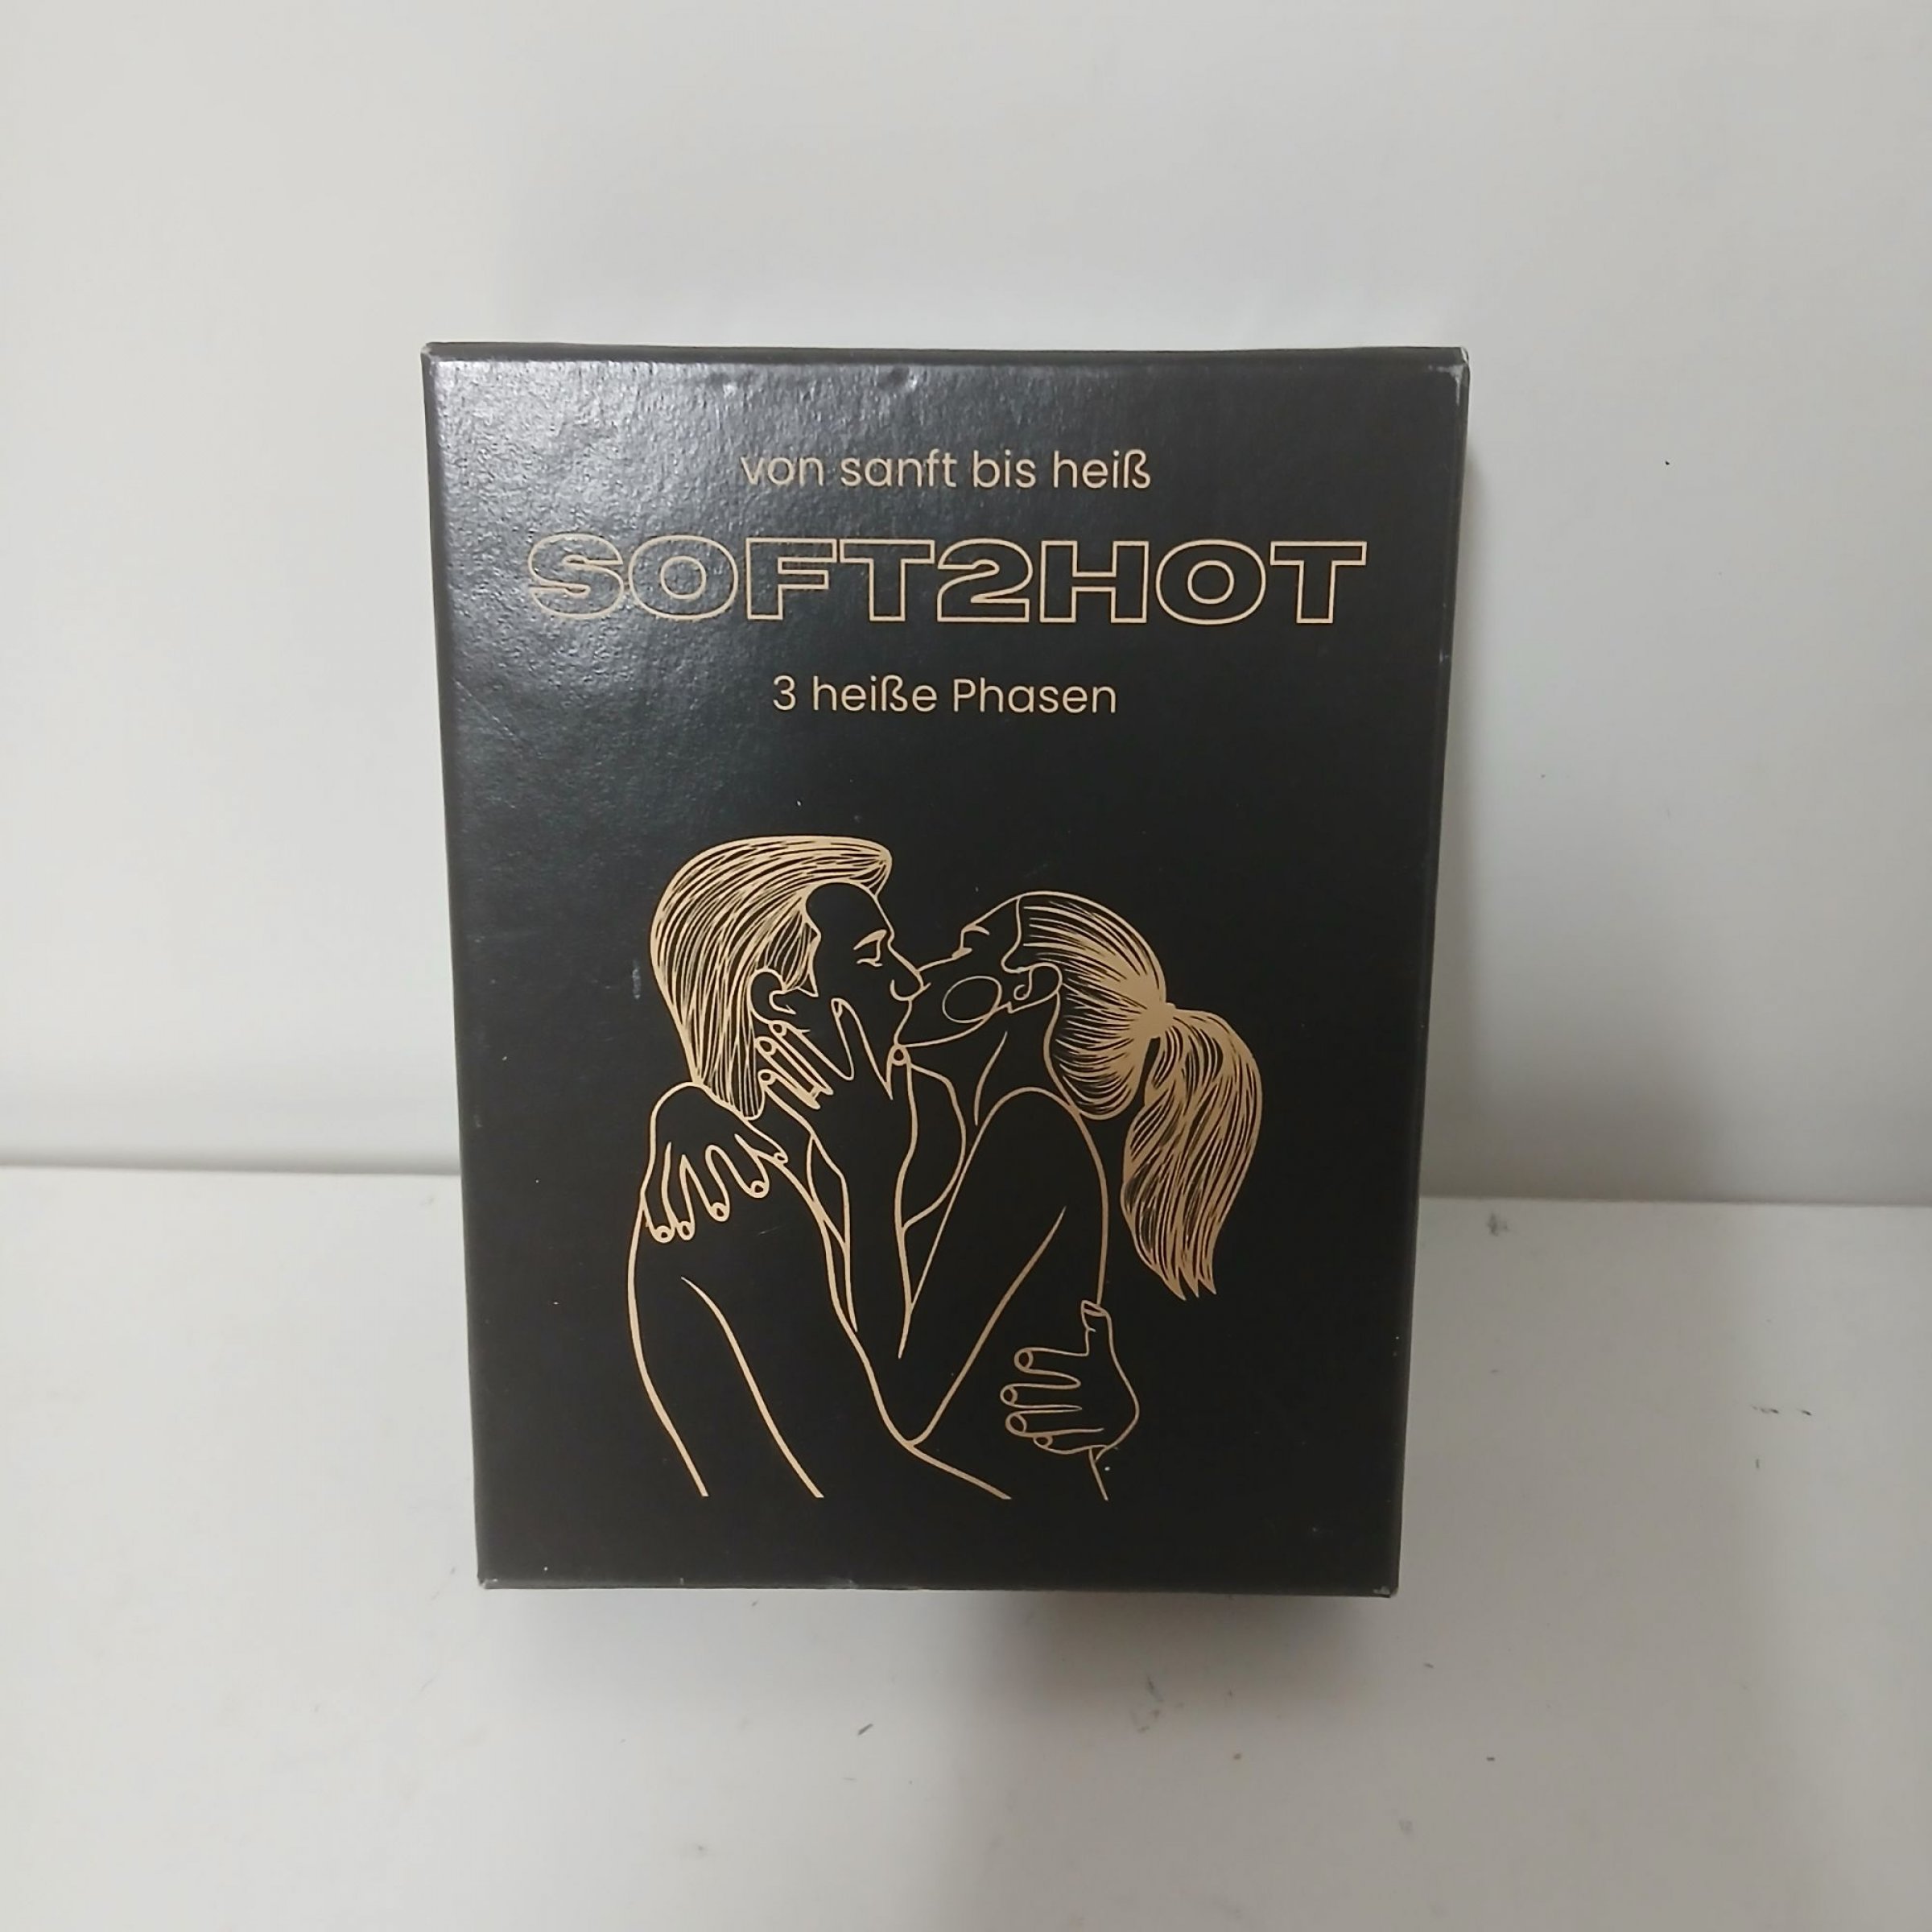 von sanft bis heiß
SOFT2HOT
3 heiße Phasen